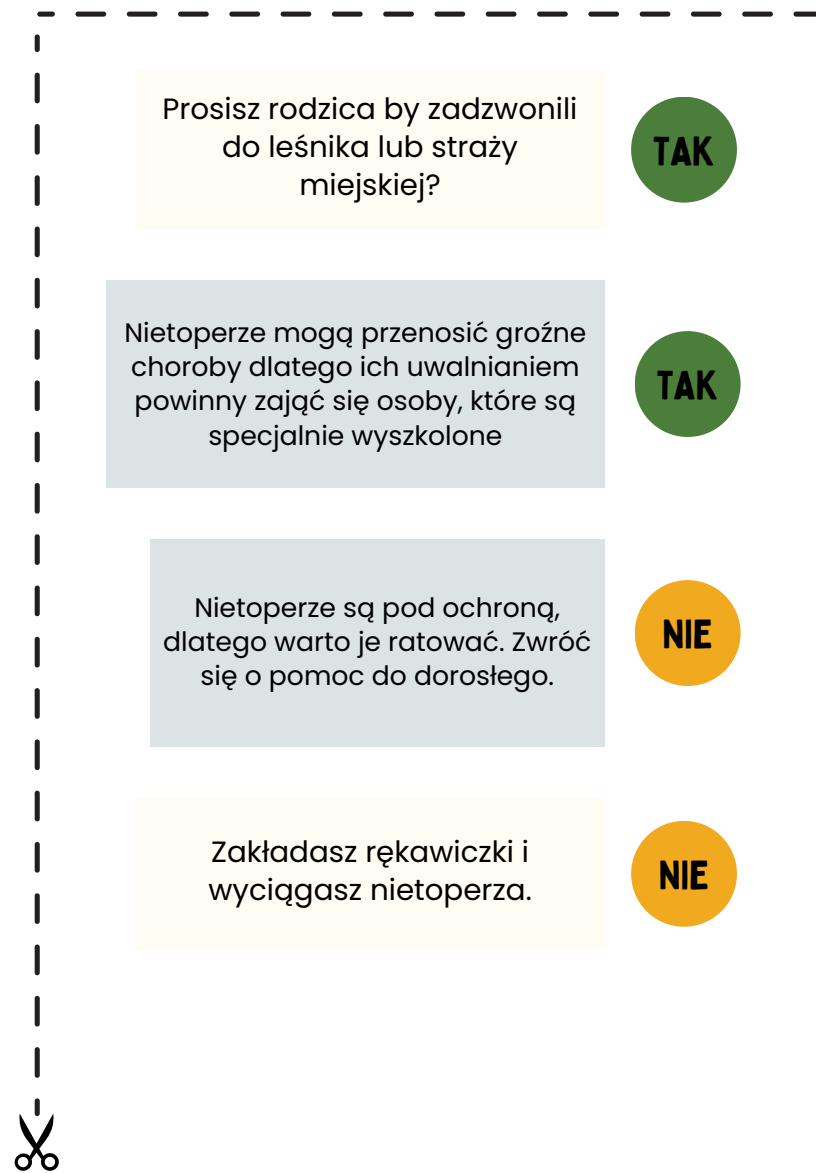 Prosisz rodzica by zadzwonili
do leśnika lub straży
miejskiej?
TAK
Nietoperze mogą przenosić groźne
choroby dlatego ich uwalnianiem
powinny zająć się osoby, które są
specjalnie wyszkolone
TAK
Nietoperze są pod ochroną,
dlatego warto je ratować. Zwróć
się o pomoc do dorosłego.
NIE
Zakładasz rękawiczki i
wyciągasz nietoperza.
NIE